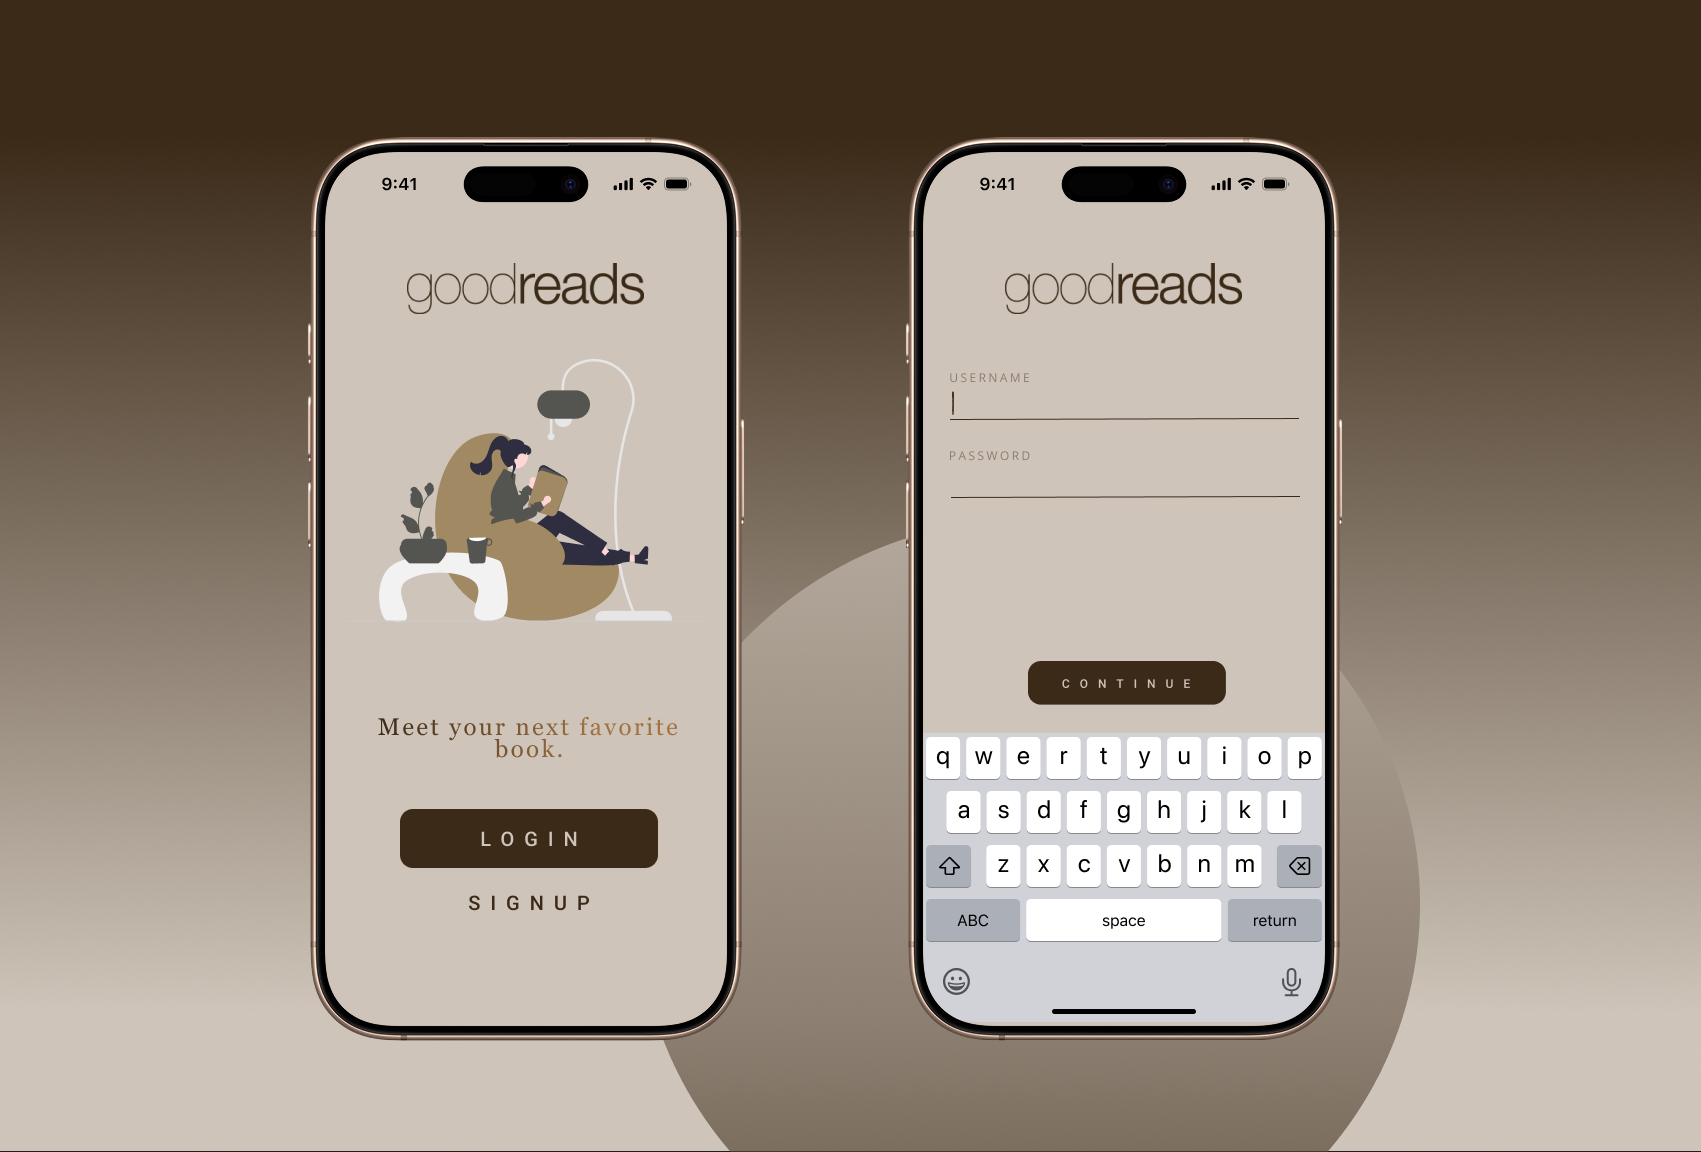 9:41
goodreads
Meet your next favorite
book.
LOGIN
SIGNUP
9:41
goodreads
USERNAME
PASSWORD
CONTINUE
q w e r t y u i o p
a s d f g h j k l
z x c v b n m
ABC space return